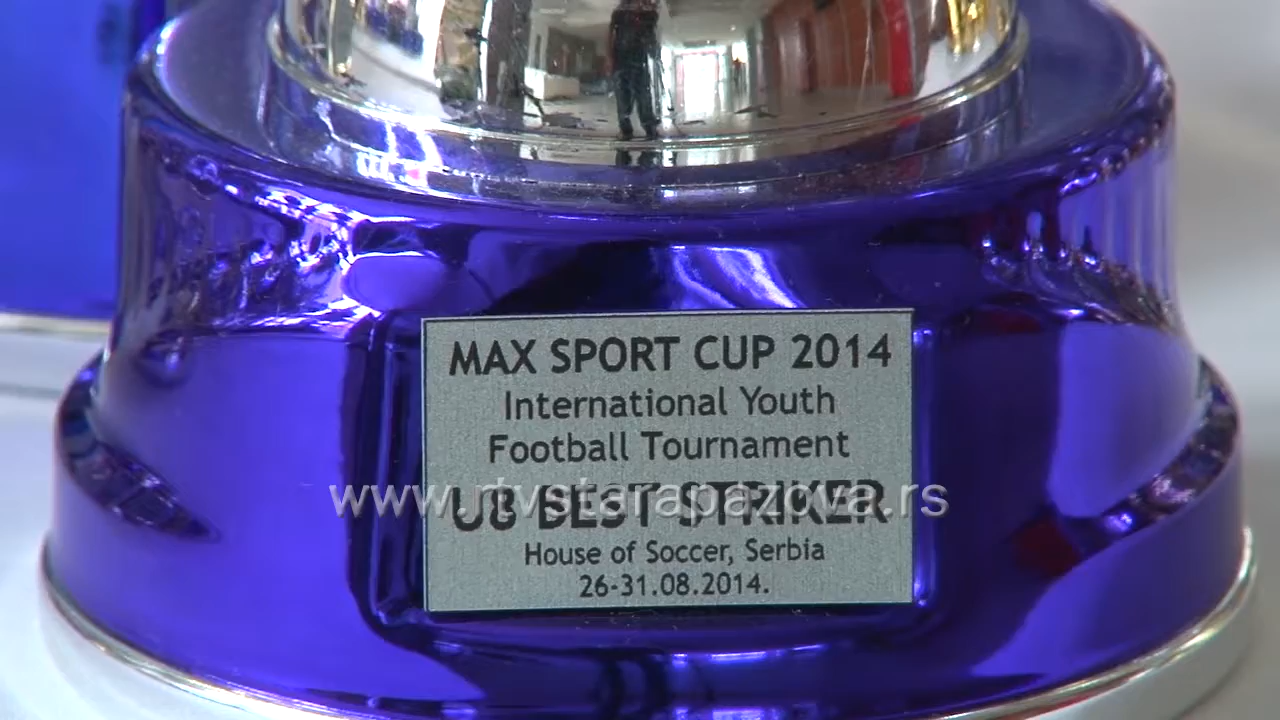 MAX SPORT CUP 2014
International Youth
Football Tournament
U8 BEST STRIKER
www.rtvstarapazova.rs
House of Soccer, Serbia
26-31.08.2014.